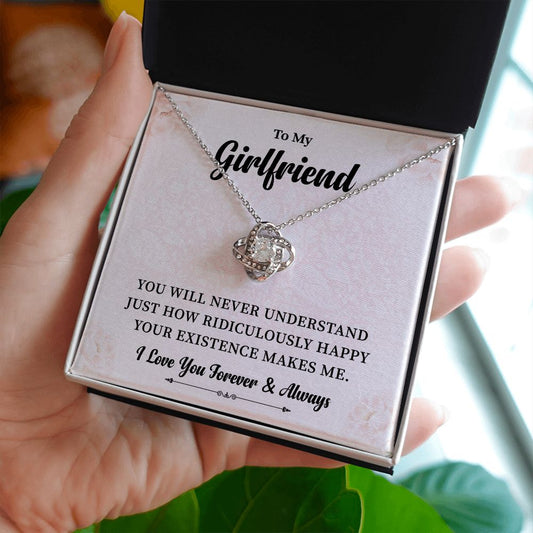 To My
Girlfriend
YOU WILL NEVER UNDERSTAND
JUST HOW RIDICULOUSLY HAPPY
YOUR EXISTENCE MAKES ME.
I Love You Forever & Always